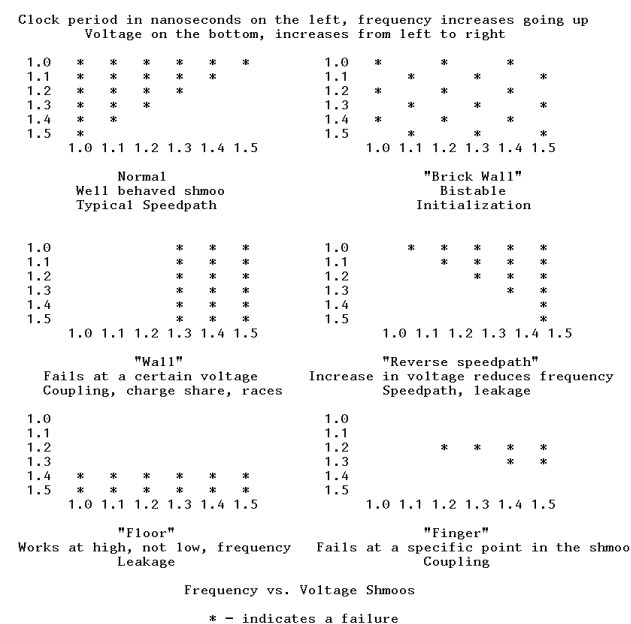 Clock period in nanoseconds on the left, frequency increases going up
Voltage on the bottom, increases from left to right
1.0 * * * * * *
1.1 * * * * *
1.2 * * * *
1.3 * * *
1.4 * *
1.5 *
1.0 1.1 1.2 1.3 1.4 1.5
Normal
Well behaved shmoo
Typical Speedpath
1.0 * * *
1.1 * * *
1.2 * * *
1.3 * * *
1.4 * * *
1.5 * * *
1.0 1.1 1.2 1.3 1.4 1.5
"Brick Wall"
Bistable
Initialization
1.0 * * *
1.1 * * *
1.2 * * *
1.3 * * *
1.4 * * *
1.5 * * *
1.0 1.1 1.2 1.3 1.4 1.5
"Wall"
Fails at a certain voltage
Coupling, charge share, races
1.0 * * * * *
1.1 * * * *
1.2 * * *
1.3 * *
1.4 *
1.5 *
1.0 1.1 1.2 1.3 1.4 1.5
"Reverse speedpath"
Increase in voltage reduces frequency
Speedpath, leakage
1.0
1.1
1.2
1.3
1.4 * * * * * *
1.5 * * * * * *
1.0 1.1 1.2 1.3 1.4 1.5
"Floor"
Works at high, not low, frequency
Leakage
1.0
1.1
1.2 * * * *
1.3 * *
1.4
1.5
1.0 1.1 1.2 1.3 1.4 1.5
"Finger"
Fails at a specific point in the shmoo
Coupling
Frequency vs. Voltage Shmoos
* - indicates a failure